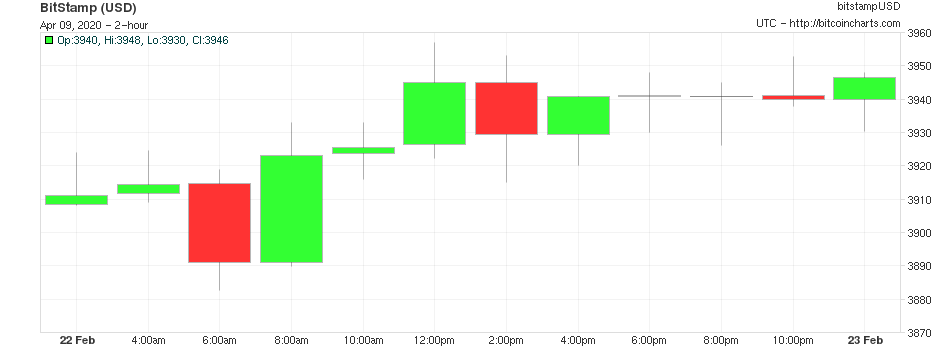 BitStamp (USD)
bitstampUSD
Apr 09, 2020 - 2-hour
UTC - http://bitcoincharts.com
Op:3940, Hi:3948, Lo:3930, Cl:3946
3960
3950
3940
3930
3920
3910
3900
3890
3880
3870
22 Feb 4:00am 6:00am 8:00am 10:00am 12:00pm 2:00pm 4:00pm 6:00pm 8:00pm 10:00pm 23 Feb